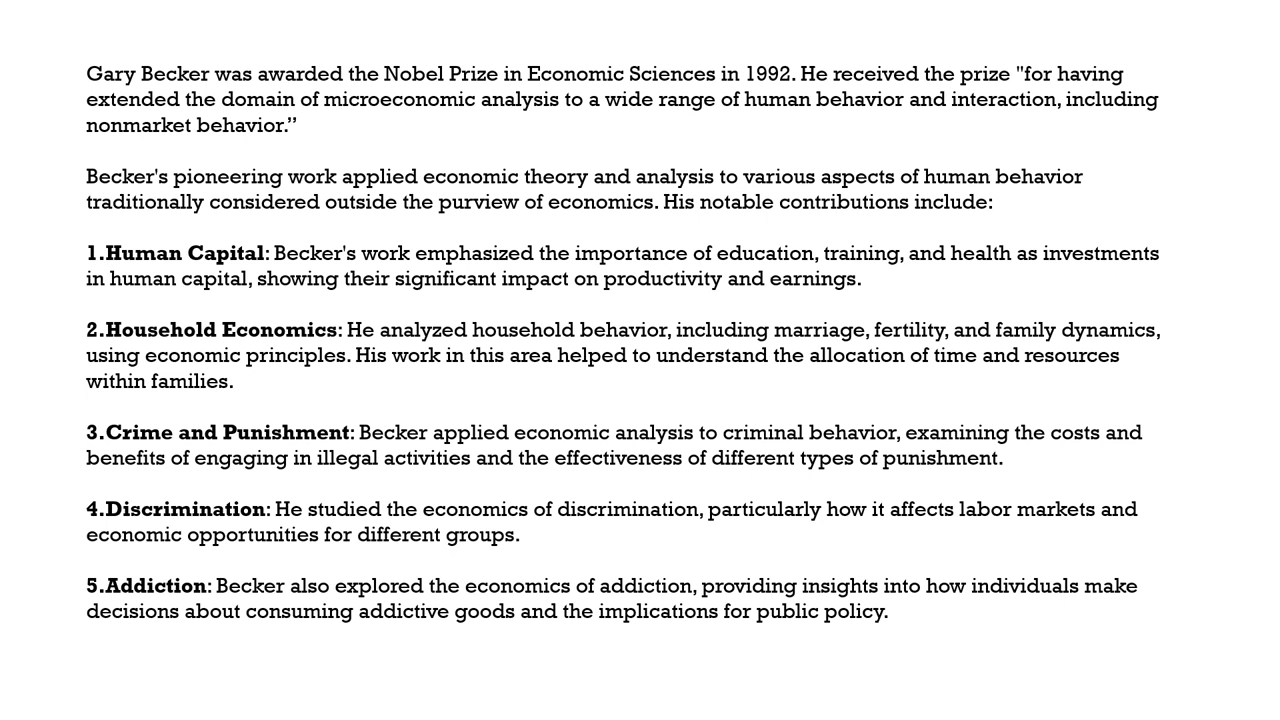 Gary Becker was awarded the Nobel Prize in Economic Sciences in 1992. He received the prize "for having
extended the domain of microeconomic analysis to a wide range of human behavior and interaction, including
nonmarket behavior.”
Becker's pioneering work applied economic theory and analysis to various aspects of human behavior
traditionally considered outside the purview of economics. His notable contributions include:
1.Human Capital: Becker's work emphasized the importance of education, training, and health as investments
in human capital, showing their significant impact on productivity and earnings.
2.Household Economics: He analyzed household behavior, including marriage, fertility, and family dynamics,
using economic principles. His work in this area helped to understand the allocation of time and resources
within families.
3.Crime and Punishment: Becker applied economic analysis to criminal behavior, examining the costs and
benefits of engaging in illegal activities and the effectiveness of different types of punishment.
4.Discrimination: He studied the economics of discrimination, particularly how it affects labor markets and
economic opportunities for different groups.
5.Addiction: Becker also explored the economics of addiction, providing insights into how individuals make
decisions about consuming addictive goods and the implications for public policy.